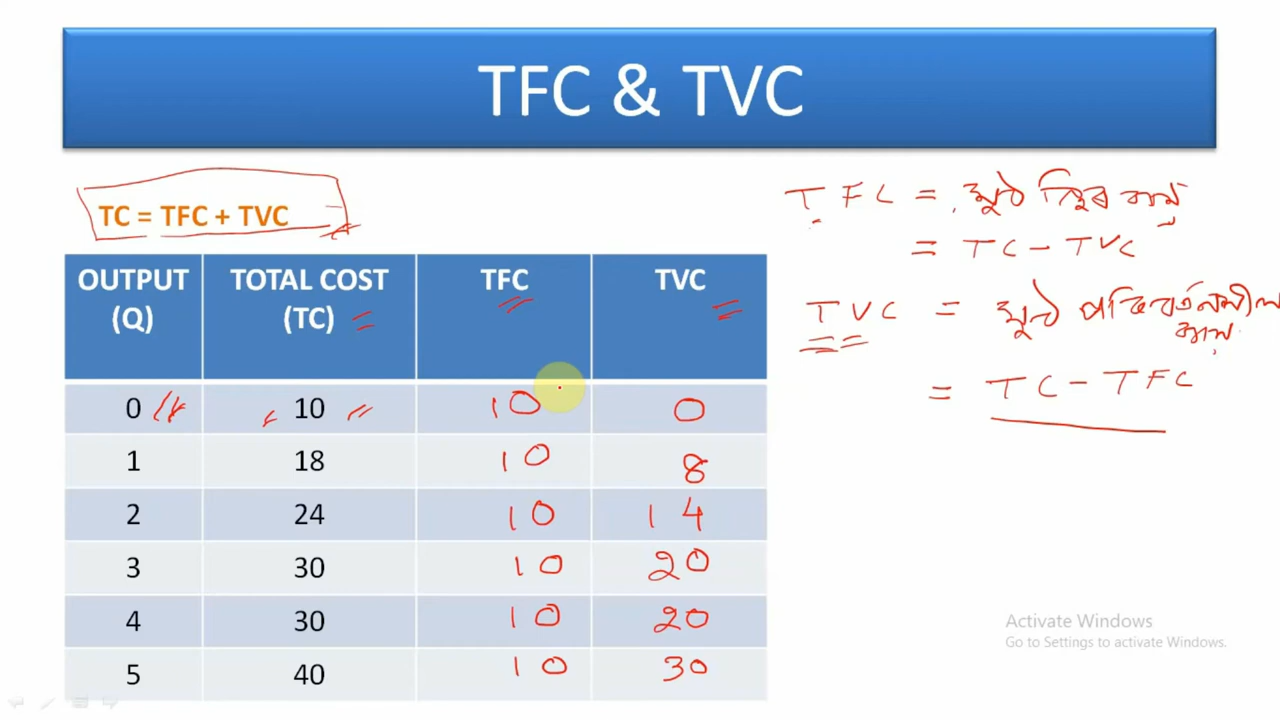 TFC & TVC
TC = TFC + TVC
TFC = মুঠ স্থিৰ ব্যয়
= TC - TVC
TVC = মুঠ পৰিবৰ্তনশীল
ব্যয়
= TC - TFC
OUTPUT (Q) TOTAL COST (TC) TFC TVC
0 10 10 0
1 18 10 8
2 24 10 14
3 30 10 20
4 30 10 20
5 40 10 30
Activate Windows
Go to Settings to activate Windows.